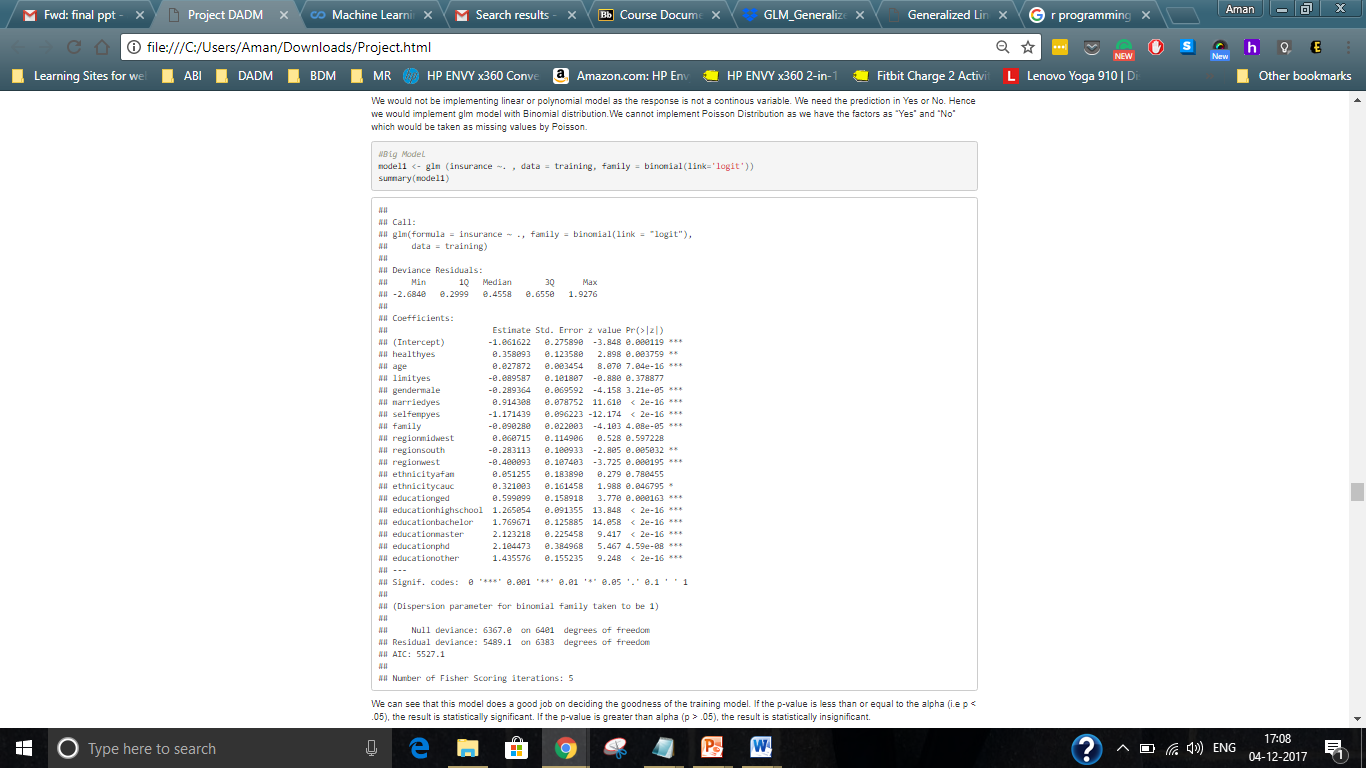 Fwd: final ppt -
Project DADM
Machine Learni
Search results -
Course Docume
GLM_Generalize
Generalized Lin
r programming
Aman
file:///C:/Users/Aman/Downloads/Project.html
Learning Sites for we
ABI
DADM
BDM
MR
HP ENVY x360 Conve
Amazon.com: HP Env
HP ENVY x360 2-in-1
Fitbit Charge 2 Activi
Lenovo Yoga 910 | Di
Other bookmarks
We would not be implementing linear or polynomial model as the response is not a continous variable. We need the prediction in Yes or No. Hence
we would implement glm model with Binomial distribution.We cannot implement Poisson Distribution as we have the factors as "Yes" and "No"
which would be taken as missing values by Poisson.
#Big Model
model1 <- glm (insurance ~. , data = training, family = binomial(link='logit'))
summary(model1)
##
## Call:
## glm(formula = insurance ~ ., family = binomial(link = "logit"),
##     data = training)
##
## Deviance Residuals:
##     Min       1Q   Median       3Q      Max
## -2.6840   0.2999   0.4558   0.6550   1.9276
##
## Coefficients:
##                      Estimate Std. Error z value Pr(>|z|)
## (Intercept)         -1.061622   0.275890  -3.848 0.000119 ***
## healthyes            0.358093   0.123580   2.898 0.003759 **
## age                  0.027872   0.003454   8.070 7.04e-16 ***
## limityes            -0.089587   0.101807  -0.880 0.378877
## gendermale          -0.289364   0.069592  -4.158 3.21e-05 ***
## marriedyes           0.914308   0.078752  11.610  < 2e-16 ***
## selfempyes          -1.171439   0.096223 -12.174  < 2e-16 ***
## family              -0.090280   0.022003  -4.103 4.08e-05 ***
## regionmidwest        0.060715   0.114906   0.528 0.597228
## regionsouth         -0.283113   0.100933  -2.805 0.005032 **
## regionwest          -0.400093   0.107403  -3.725 0.000195 ***
## ethnicityafam        0.051255   0.183890   0.279 0.780455
## ethnicitycauc        0.321003   0.161458   1.988 0.046795 *
## educationged         0.599099   0.158918   3.770 0.000163 ***
## educationhighschool  1.265054   0.091355  13.848  < 2e-16 ***
## educationbachelor    1.769671   0.125885  14.058  < 2e-16 ***
## educationmaster      2.123218   0.225458   9.417  < 2e-16 ***
## educationphd         2.104473   0.384968   5.467 4.59e-08 ***
## educationother       1.435576   0.155235   9.248  < 2e-16 ***
## ---
## Signif. codes:  0 '***' 0.001 '**' 0.01 '*' 0.05 '.' 0.1 ' ' 1
##
## (Dispersion parameter for binomial family taken to be 1)
##
##     Null deviance: 6367.0  on 6401  degrees of freedom
## Residual deviance: 5489.1  on 6383  degrees of freedom
## AIC: 5527.1
##
## Number of Fisher Scoring iterations: 5
We can see that this model does a good job on deciding the goodness of the training model. If the p-value is less than or equal to the alpha (i.e p <
.05), the result is statistically significant. If the p-value is greater than alpha (p > .05), the result is statistically insignificant.
Type here to search
ENG
17:08
04-12-2017